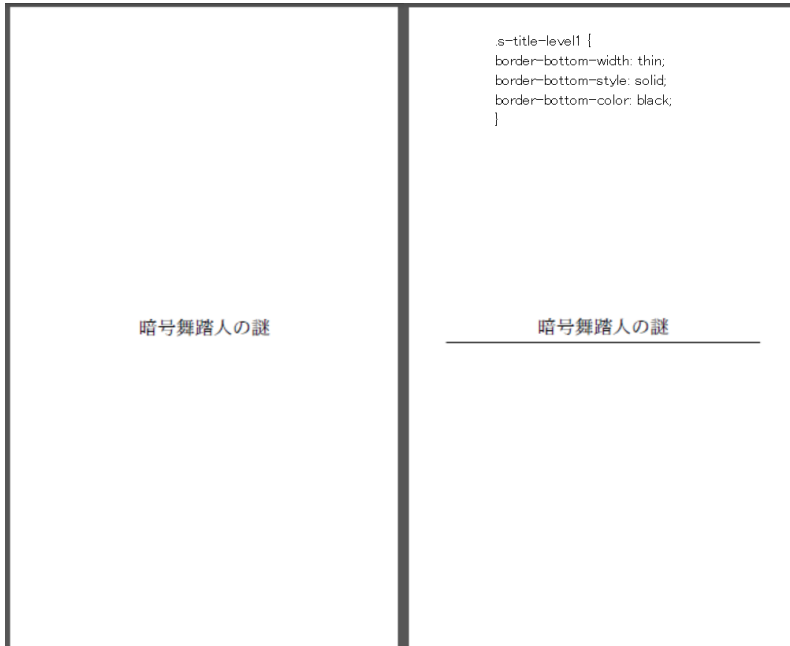 暗号舞踏人の謎
.s-title-level1 {
border-bottom-width: thin;
border-bottom-style: solid;
border-bottom-color: black;
}
暗号舞踏人の謎